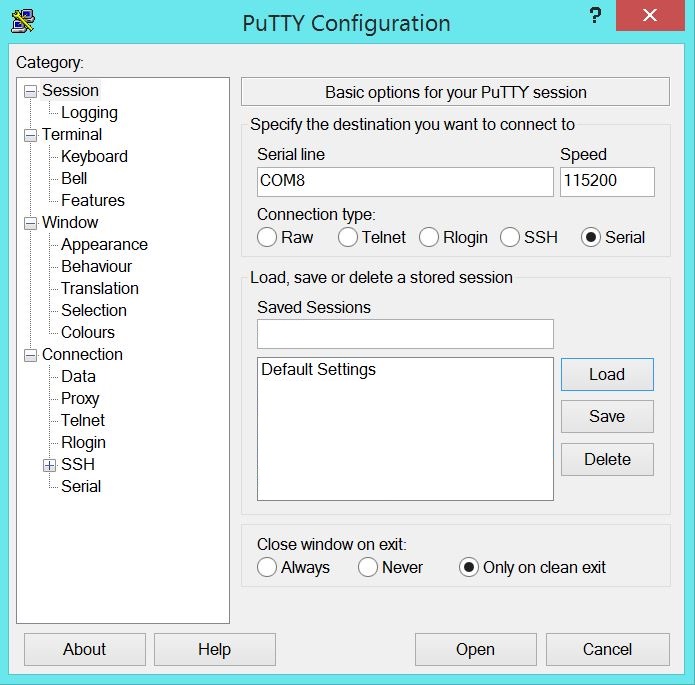 PuTTY Configuration
?
Category:
Session
Logging
Terminal
Keyboard
Bell
Features
Window
Appearance
Behaviour
Translation
Selection
Colours
Connection
Data
Proxy
Telnet
Rlogin
SSH
Serial
Basic options for your PuTTY session
Specify the destination you want to connect to
Serial line Speed
COM8 115200
Connection type:
Raw Telnet Rlogin SSH Serial
Load, save or delete a stored session
Saved Sessions
Default Settings
Load
Save
Delete
Close window on exit:
Always Never Only on clean exit
About Help Open Cancel